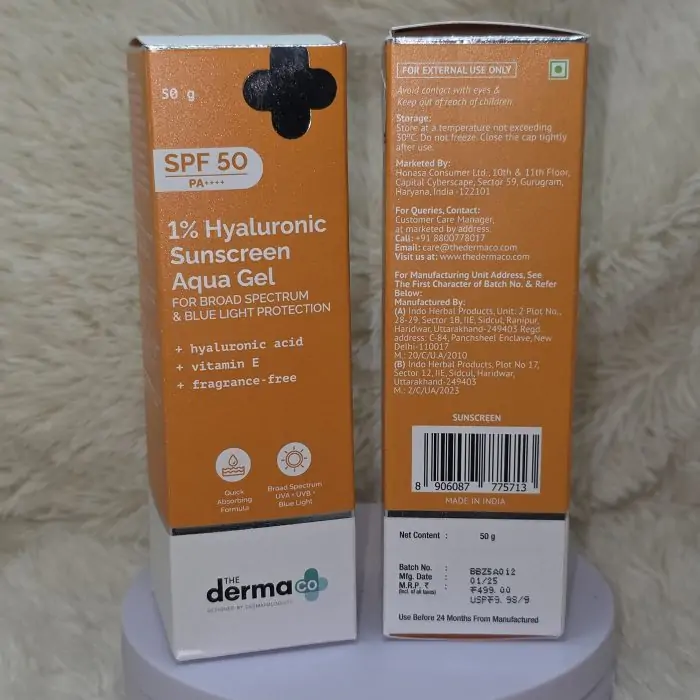 50 g
SPF 50
PA++++
1% Hyaluronic
Sunscreen
Aqua Gel
FOR BROAD SPECTRUM
& BLUE LIGHT PROTECTION
+ hyaluronic acid
+ vitamin E
+ fragrance-free
Quick
Absorbing
Formula
Broad Spectrum
UVA + UVB +
Blue Light
THE
derma co
DESIGNED BY DERMATOLOGISTS
FOR EXTERNAL USE ONLY
Avoid contact with eyes &
Keep out of reach of children.
Storage:
Store at a temperature not exceeding
30°C. Do not freeze. Close the cap tightly
after use.
Marketed By:
Honasa Consumer Ltd., 10th & 11th Floor,
Capital Cyberscape, Sector 59, Gurugram,
Haryana, India -122101
For Queries, Contact:
Customer Care Manager,
at marketed by address.
Call: +91 8800778017
Email: care@thedermaco.com
Visit us at: www.thedermaco.com
For Manufacturing Unit Address, See
The First Character of Batch No. & Refer
Below:
Manufactured By:
(A) Indo Herbal Products, Unit: 2 Plot No.,
28-29, Sector 1B, IIE, Sidcul, Ranipur,
Haridwar, Uttarakhand-249403 Regd
address: C-84, Panchsheel Enclave, New
Delhi-110017
M.: 20/C/UA/2010
(B) Indo Herbal Products, Plot No 17,
Sector 12, IIE, Sidcul, Haridwar,
Uttarakhand-249403
M.: 2/C/UA/2023
SUNSCREEN
8 906087 775713
MADE IN INDIA
Net Content : 50 g
Batch No. : BBZ5A012
Mfg. Date : 01/25
M.R.P. ₹ : ₹499.00
(Incl. of all taxes)
USP₹9.98/g
Use Before 24 Months From Manufactured